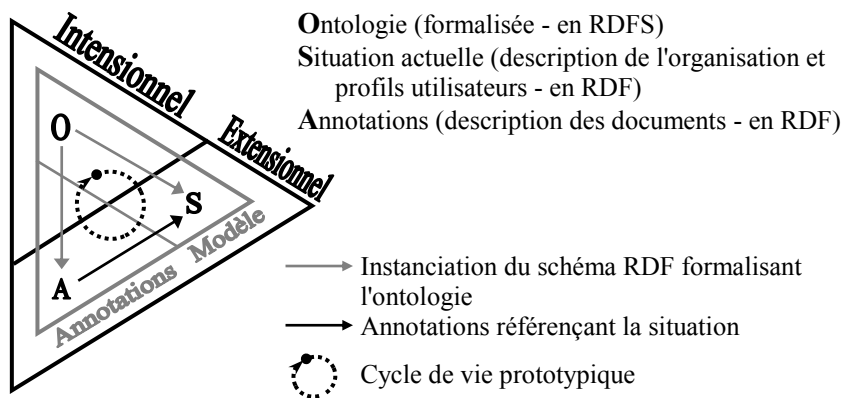 Ontologie (formalisée - en RDFS)
Situation actuelle (description de l'organisation et
profils utilisateurs - en RDF)
Annotations (description des documents - en RDF)
Intensionnel
Extensionnel
O
S
A
Annotations Modèle
Instanciation du schéma RDF formalisant
l'ontologie
Annotations référençant la situation
Cycle de vie prototypique